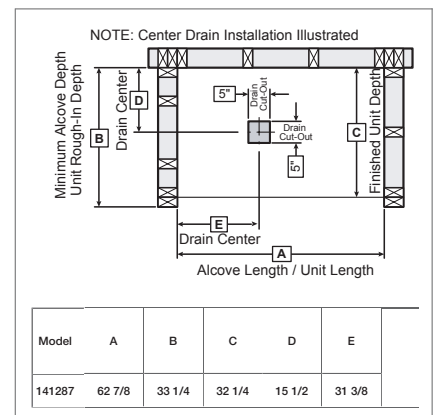 NOTE: Center Drain Installation Illustrated
Minimum Alcove Depth
Unit Rough-In Depth
B
Drain Center
D
5"
Drain
Cut-Out
Drain
Cut-Out
5"
C
Finished Unit Depth
E
Drain Center
A
Alcove Length / Unit Length
Model A B C D E
141287 62 7/8 33 1/4 32 1/4 15 1/2 31 3/8